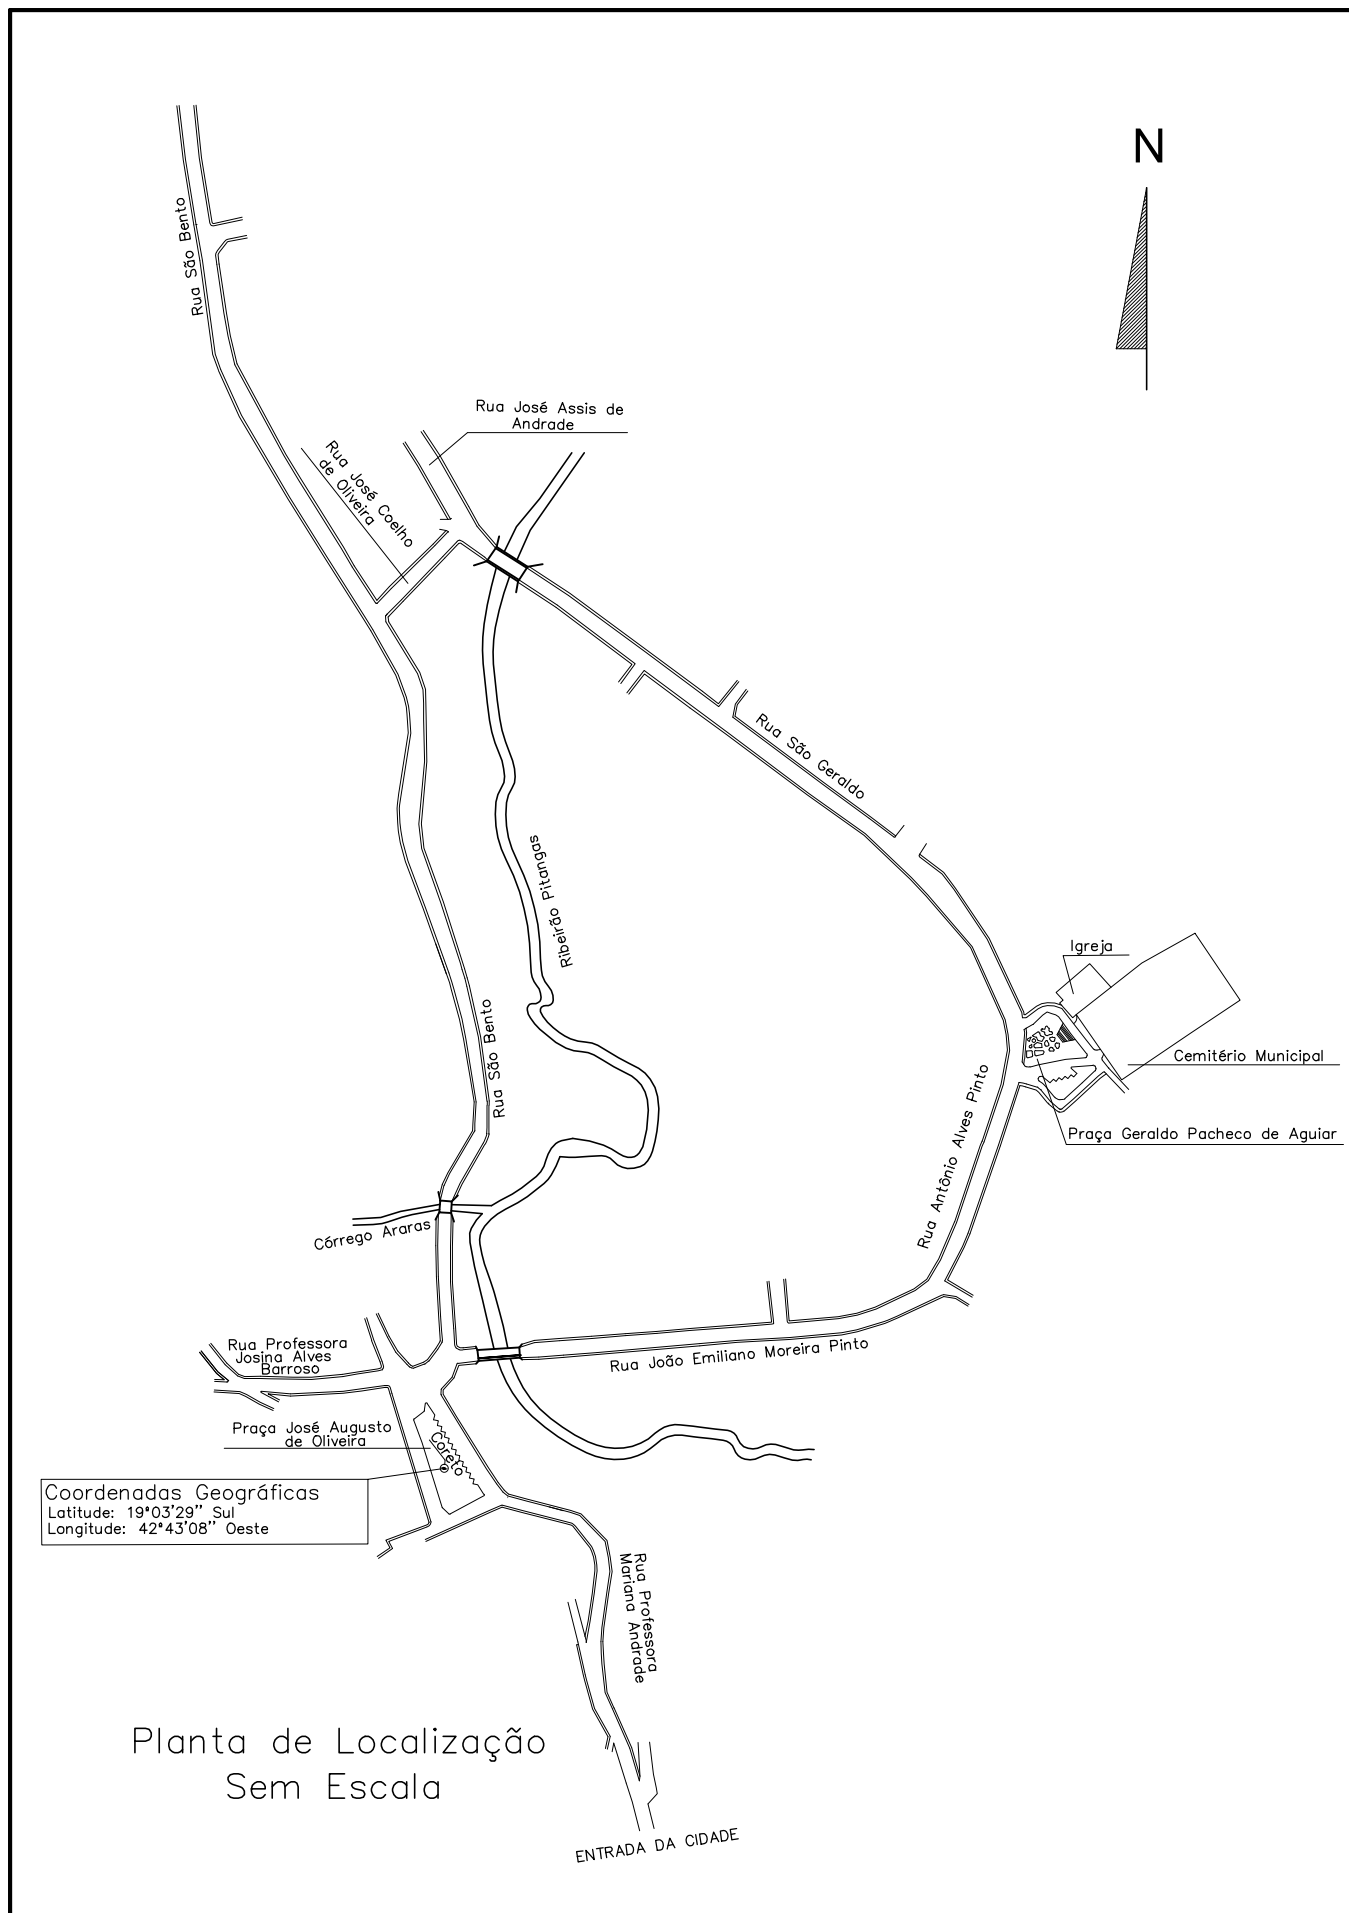 N
Rua São Bento
Rua José Assis de
Andrade
Rua José Coelho
de Oliveira
Rua São Geraldo
Ribeirão Pitangas
Igreja
Rua São Bento
Cemitério Municipal
Rua Antônio Alves Pinto
Praça Geraldo Pacheco de Aguiar
Córrego Araras
Rua Professora
Josina Alves
Barroso
Rua João Emiliano Moreira Pinto
Praça José Augusto
de Oliveira
Coreto
Coordenadas Geográficas
Latitude: 19°03'29" Sul
Longitude: 42°43'08" Oeste
Rua Professora
Mariana Andrade
Planta de Localização
Sem Escala
ENTRADA DA CIDADE